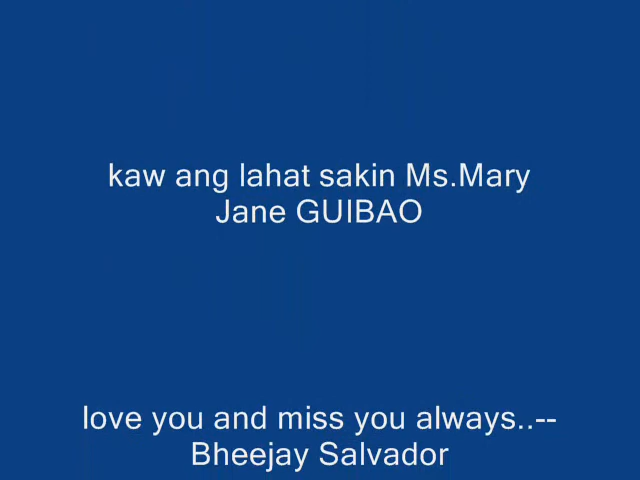 kaw ang lahat sakin Ms.Mary
Jane GUIBAO
love you and miss you always..--
Bheejay Salvador